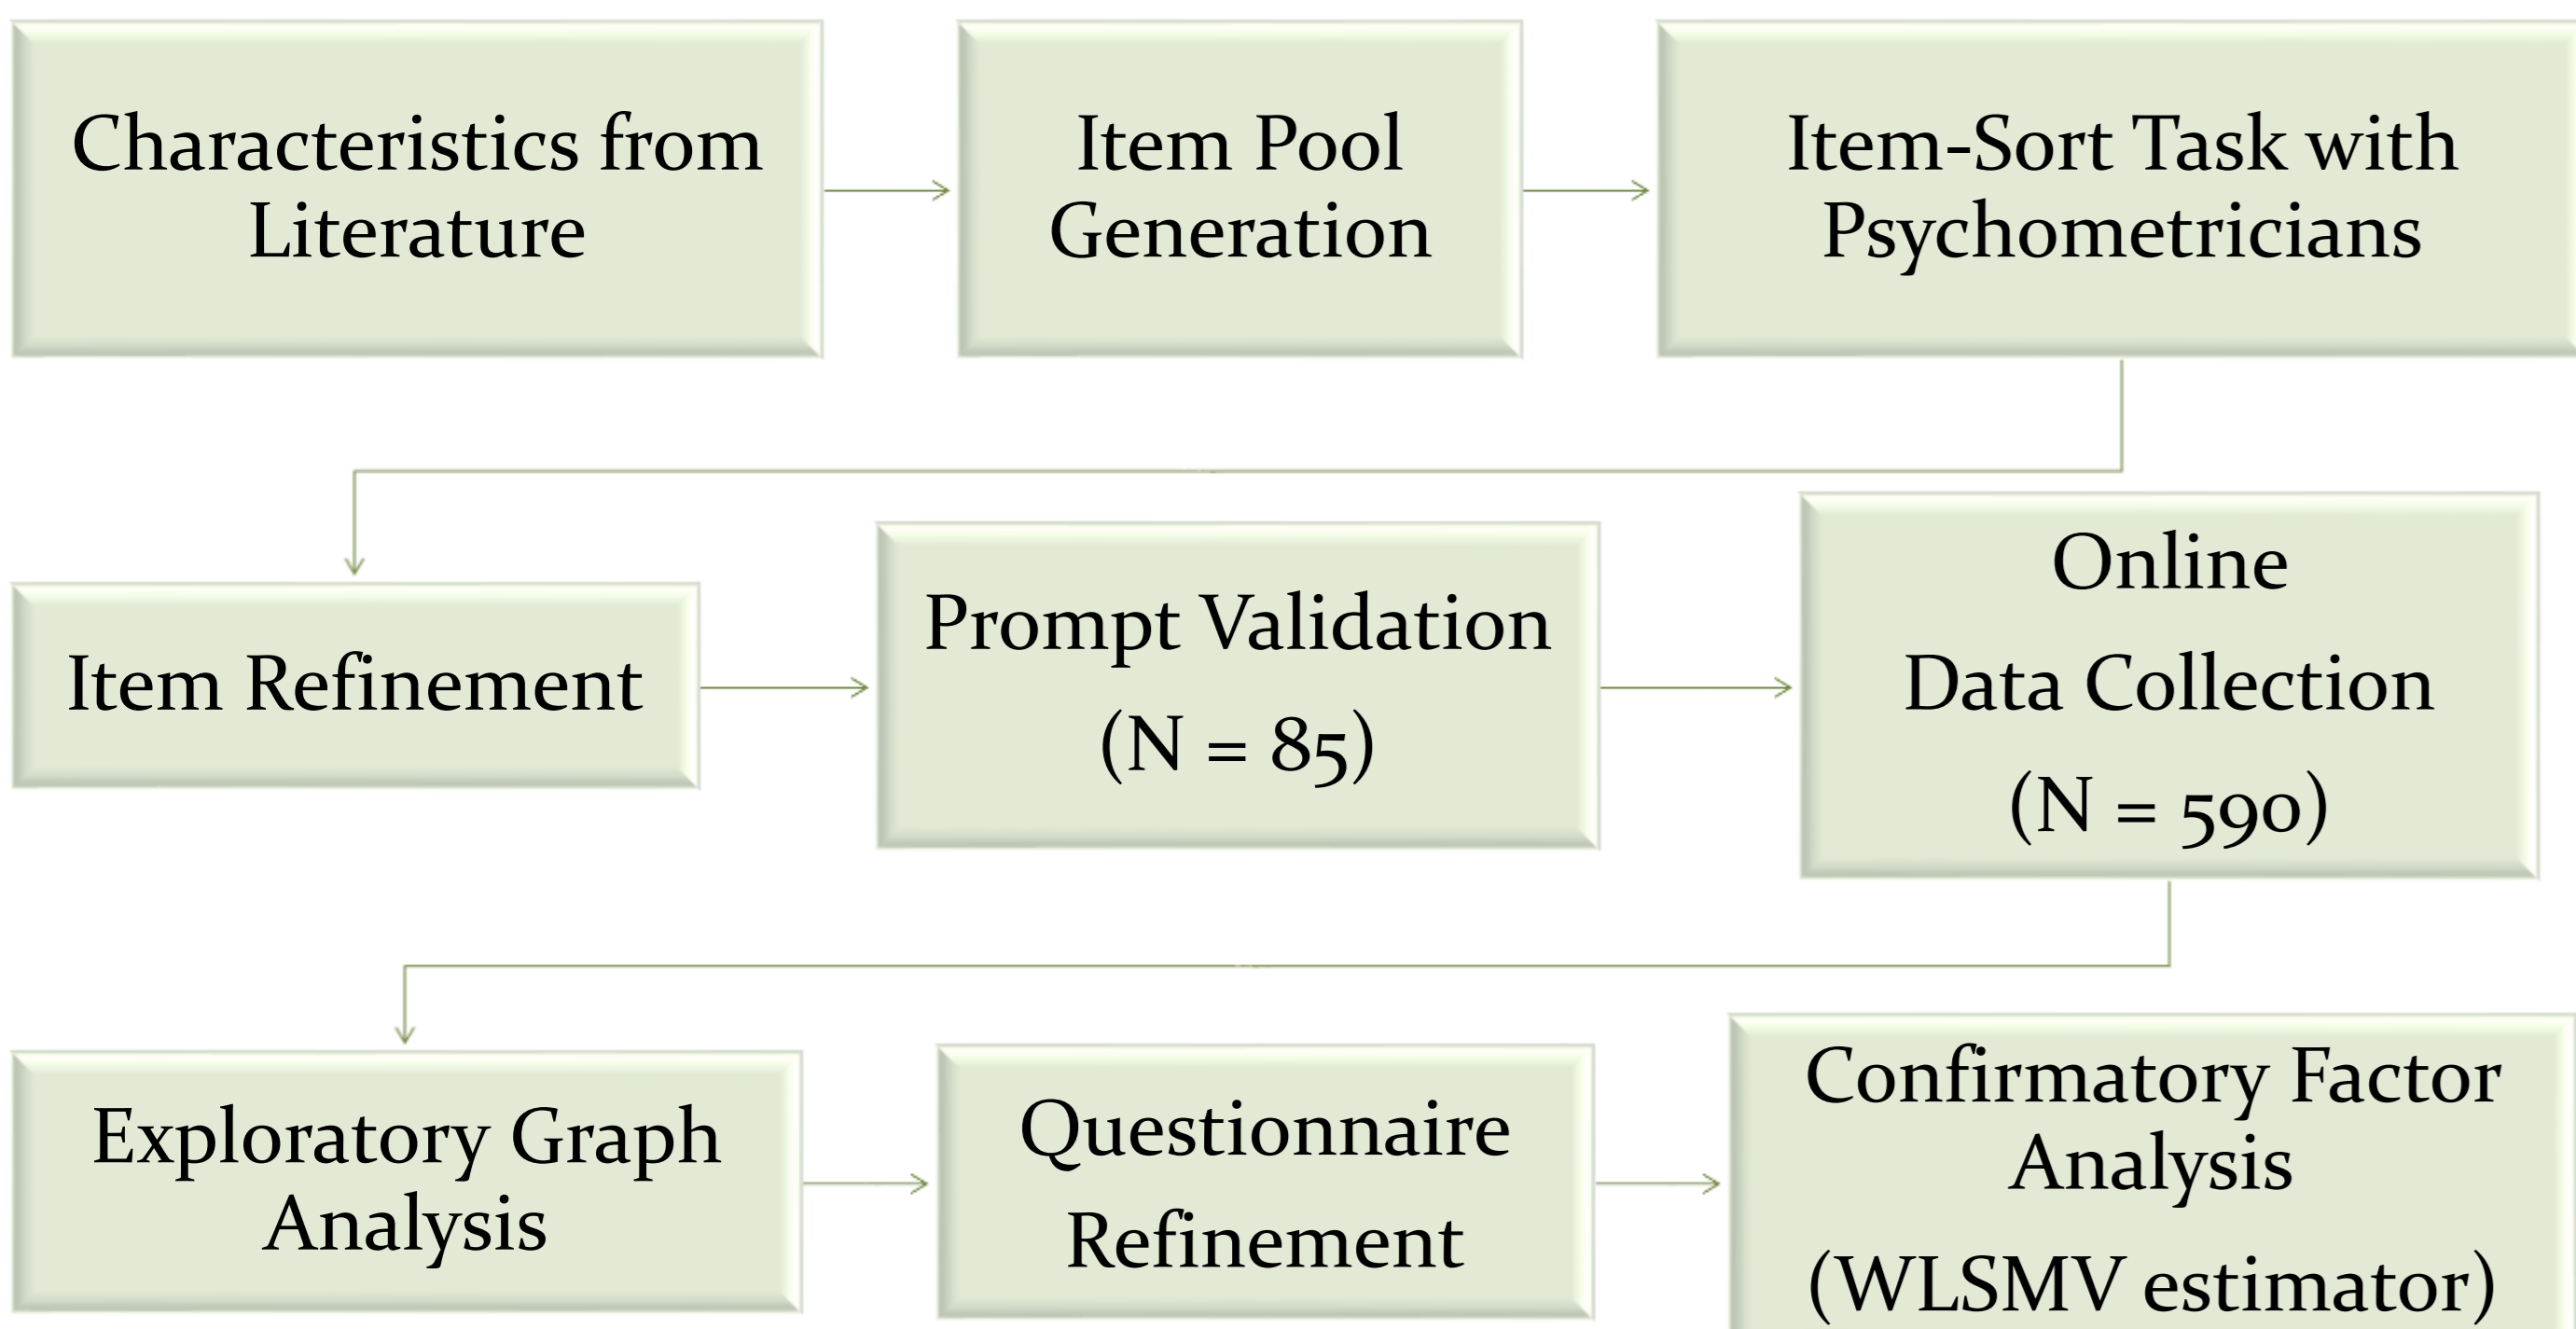 Characteristics from
Literature
Item Pool
Generation
Item-Sort Task with
Psychometricians
Item Refinement
Prompt Validation
(N = 85)
Online
Data Collection
(N = 590)
Exploratory Graph
Analysis
Questionnaire
Refinement
Confirmatory Factor
Analysis
(WLSMV estimator)